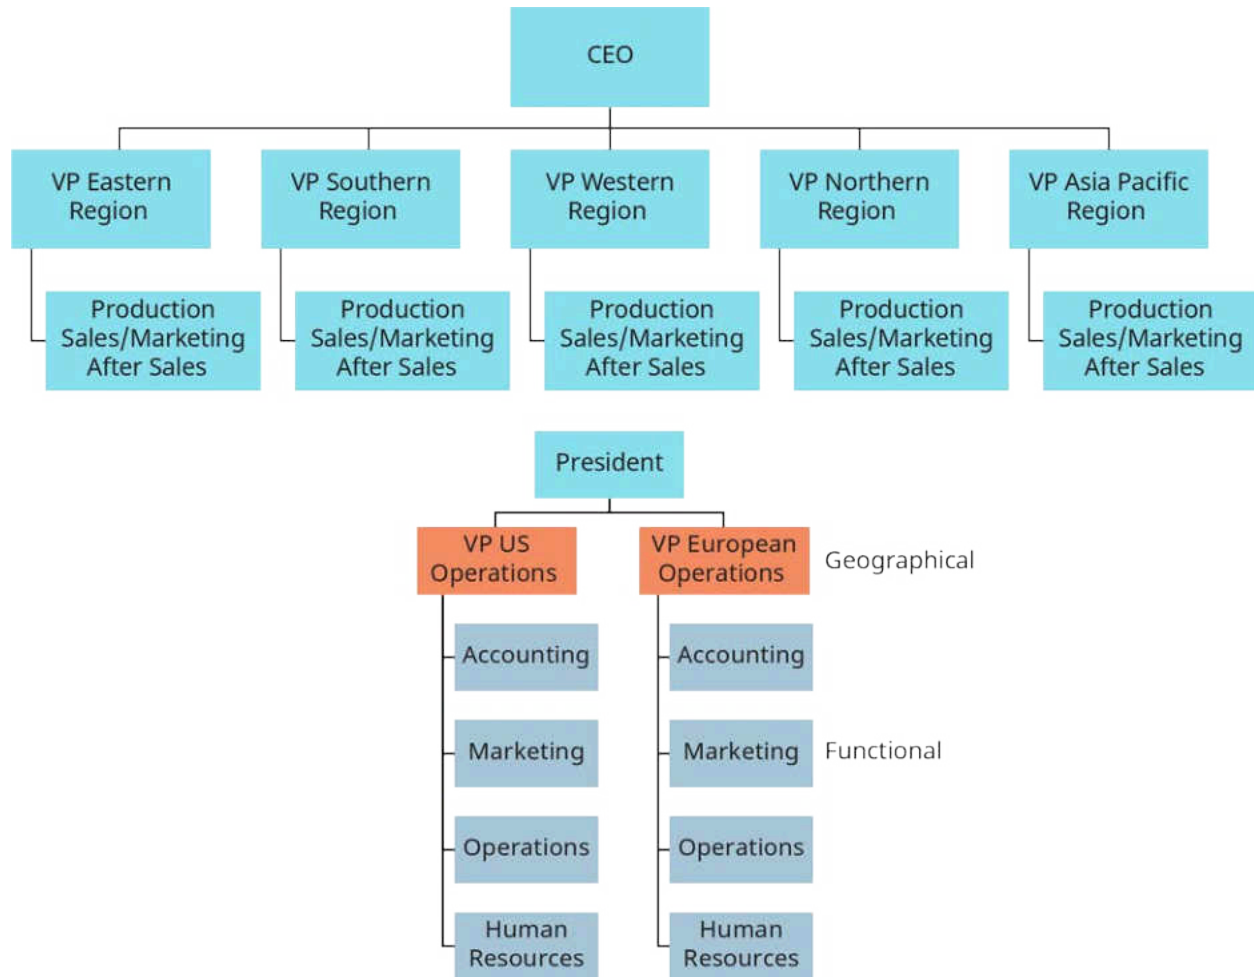 CEO
VP Eastern
Region
VP Southern
Region
VP Western
Region
VP Northern
Region
VP Asia Pacific
Region
Production
Sales/Marketing
After Sales
Production
Sales/Marketing
After Sales
Production
Sales/Marketing
After Sales
Production
Sales/Marketing
After Sales
Production
Sales/Marketing
After Sales
President
VP US
Operations
VP European
Operations
Geographical
Accounting
Accounting
Marketing
Marketing
Functional
Operations
Operations
Human
Resources
Human
Resources